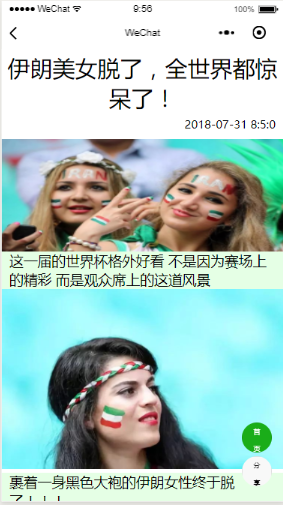 ●●●●● WeChat 9:56 100%
WeChat
伊朗美女脱了，全世界都惊
呆了！
2018-07-31 8:5:0
IRAN IRAN
这一届的世界杯格外好看 不是因为赛场上
的精彩 而是观众席上的这道风景
首
页
分
享
裹着一身黑色大袍的伊朗女性终于脱
了！！！